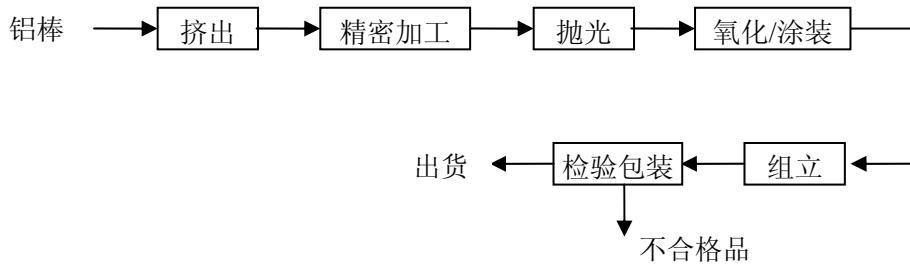 铝棒
挤出
精密加工
抛光
氧化/涂装
出货
检验包装
组立
不合格品